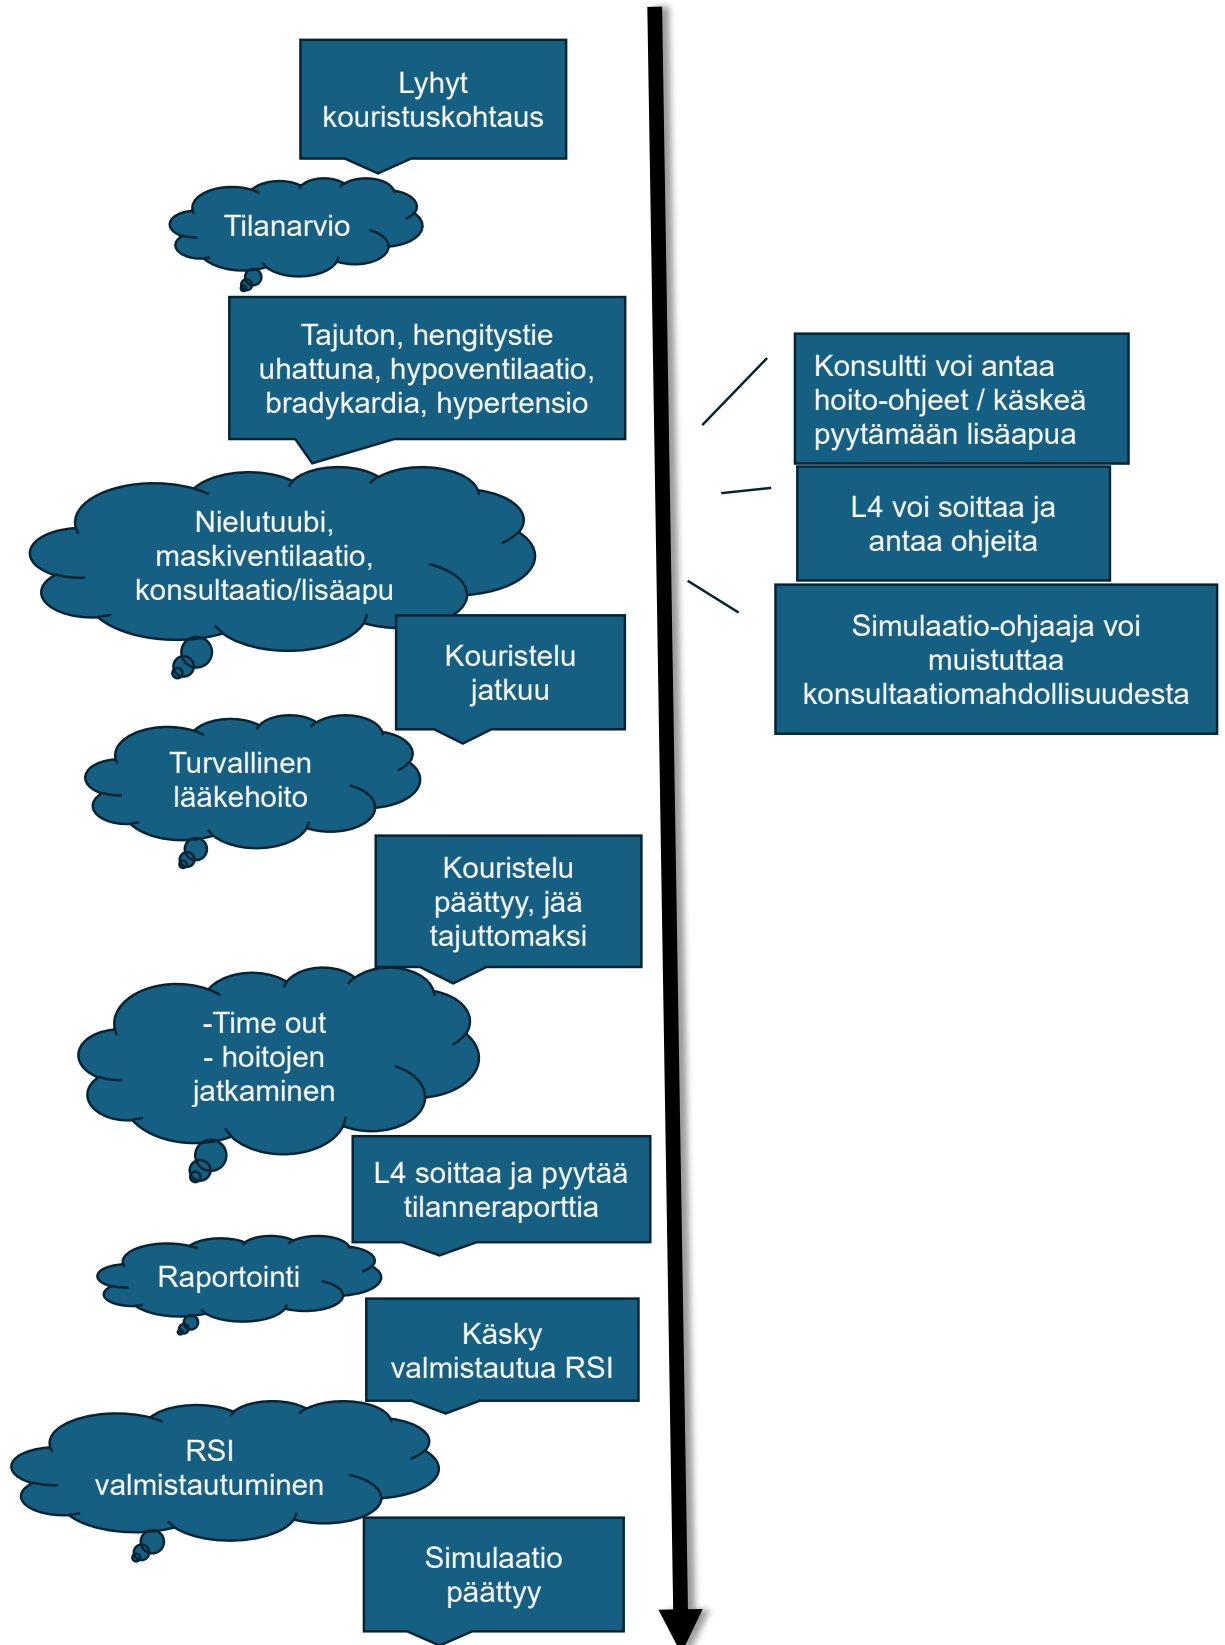 Lyhyt
kouristuskohtaus
Tilanarvio
Tajuton, hengitystie
uhattuna, hypoventilaatio,
bradykardia, hypertensio
Konsultti voi antaa
hoito-ohjeet / käskeä
pyytämään lisäapua
L4 voi soittaa ja
antaa ohjeita
Simulaatio-ohjaaja voi
muistuttaa
konsultaatiomahdollisuudesta
Nielutuubi,
maskiventilaatio,
konsultaatio/lisäapu
Kouristelu
jatkuu
Turvallinen
lääkehoito
Kouristelu
päättyy, jää
tajuttomaksi
-Time out
- hoitojen
jatkaminen
L4 soittaa ja pyytää
tilanneraporttia
Raportointi
Käsky
valmistautua RSI
RSI
valmistautuminen
Simulaatio
päättyy